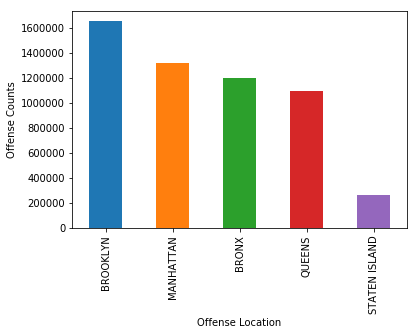 Offense Counts
1600000
1400000
1200000
1000000
800000
600000
400000
200000
0
BROOKLYN
MANHATTAN
BRONX
QUEENS
STATEN ISLAND
Offense Location